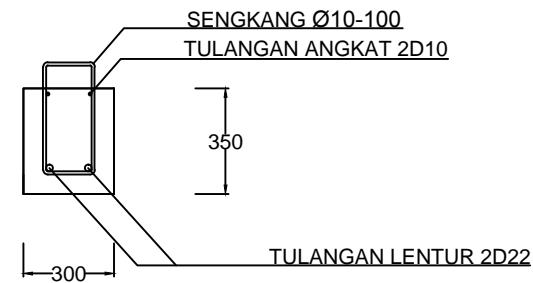 SENGKANG Ø10-100
TULANGAN ANGKAT 2D10
350
TULANGAN LENTUR 2D22
300